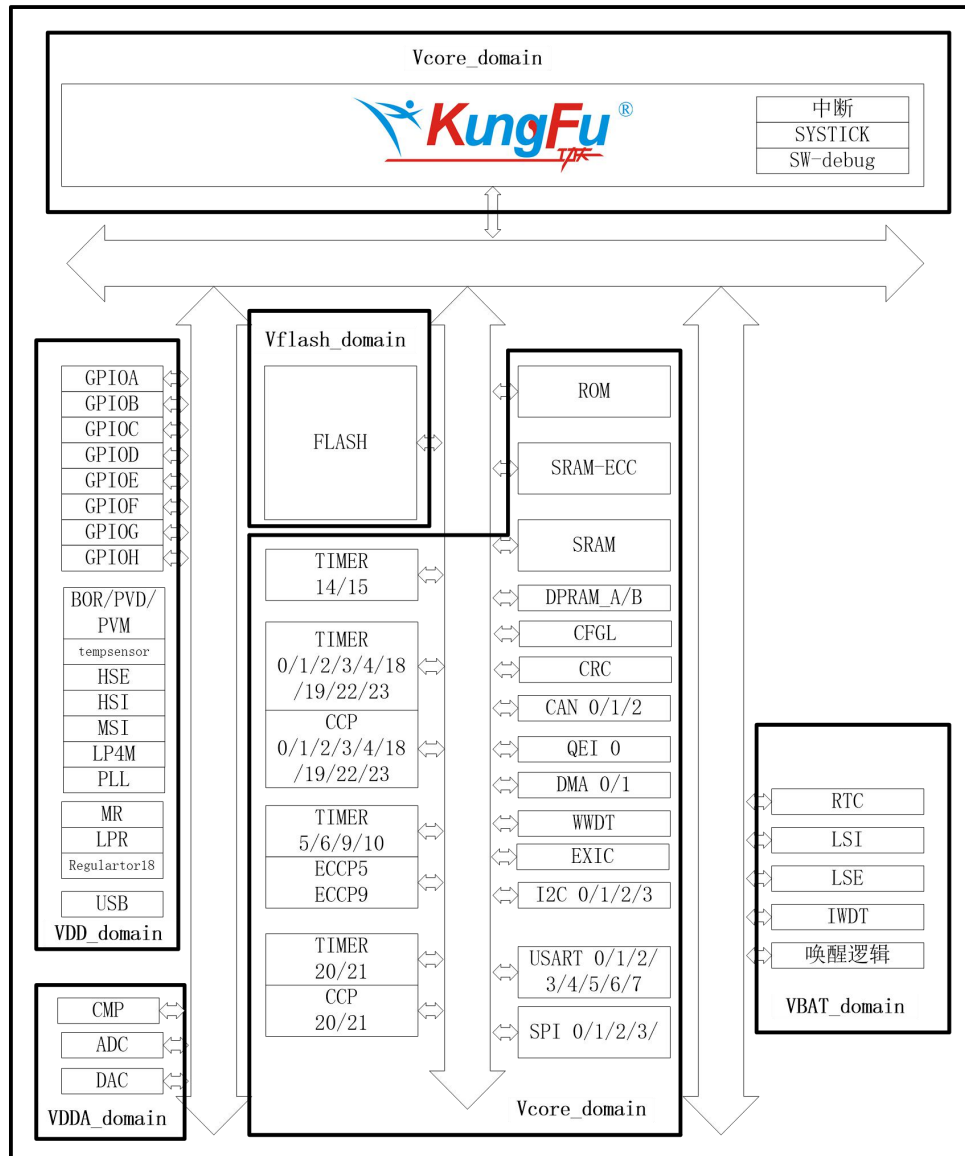 Vcore_domain
KungFu®
中断
SYSTICK
SW-debug
Vflash_domain
FLASH
GPIOA
GPIOB
GPIOC
GPIOD
GPIOE
GPIOF
GPIOG
GPIOH
BOR/PVD/
PVM
tempsensor
HSE
HSI
MSI
LP4M
PLL
MR
LPR
Regulartor18
USB
VDD_domain
CMP
ADC
DAC
VDDA_domain
TIMER
14/15
TIMER
0/1/2/3/4/18
/19/22/23
CCP
0/1/2/3/4/18
/19/22/23
TIMER
5/6/9/10
ECCP5
ECCP9
TIMER
20/21
CCP
20/21
ROM
SRAM-ECC
SRAM
DPRAM_A/B
CFGL
CRC
CAN 0/1/2
QEI 0
DMA 0/1
WWDT
EXIC
I2C 0/1/2/3
USART 0/1/2/
3/4/5/6/7
SPI 0/1/2/3/
Vcore_domain
RTC
LSI
LSE
IWDT
唤醒逻辑
VBAT_domain